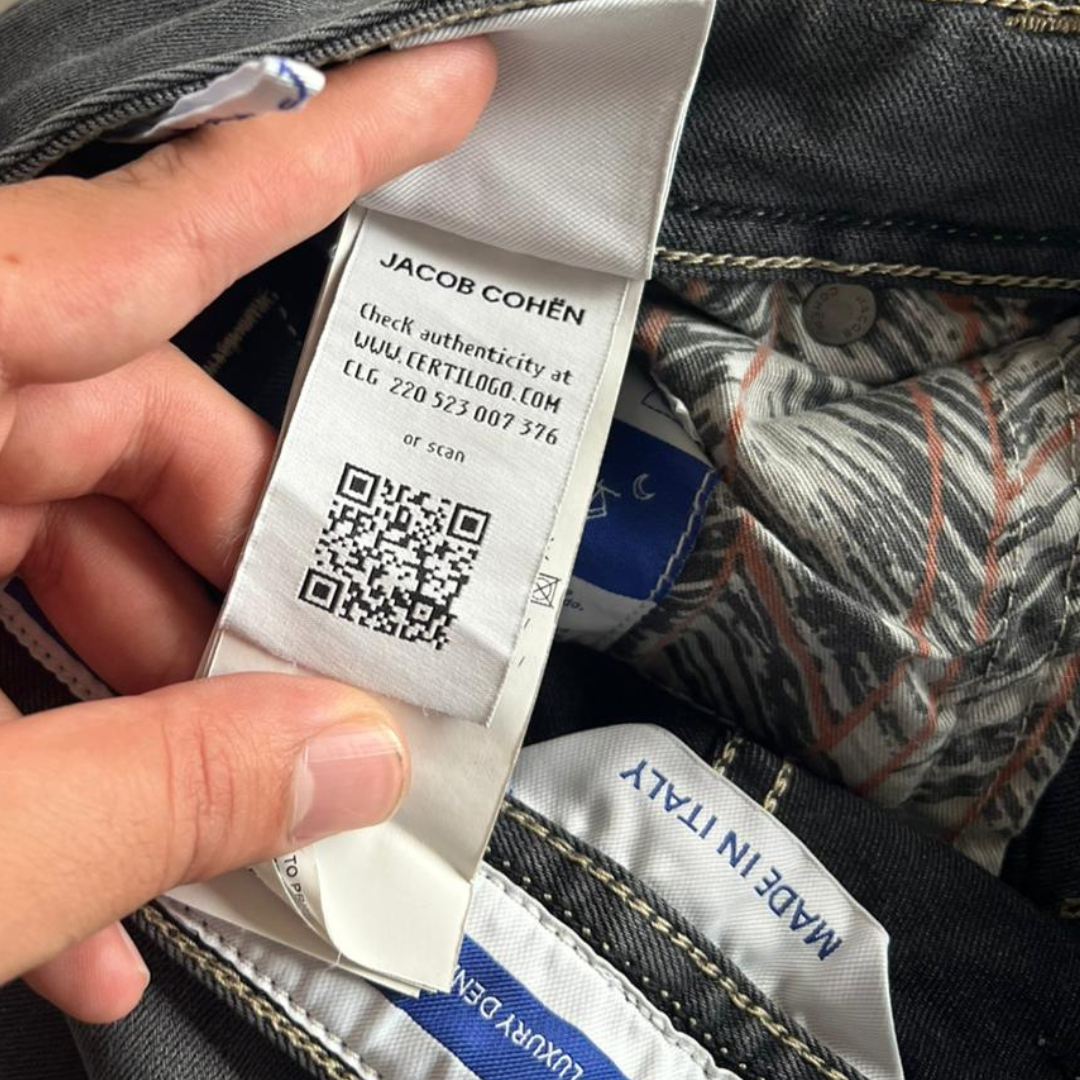 JACOB COHËN
Check authenticity at
WWW.CERTILOGO.COM
CLG 220 523 007 376
or scan
MADE IN ITALY
LUXURY
TO